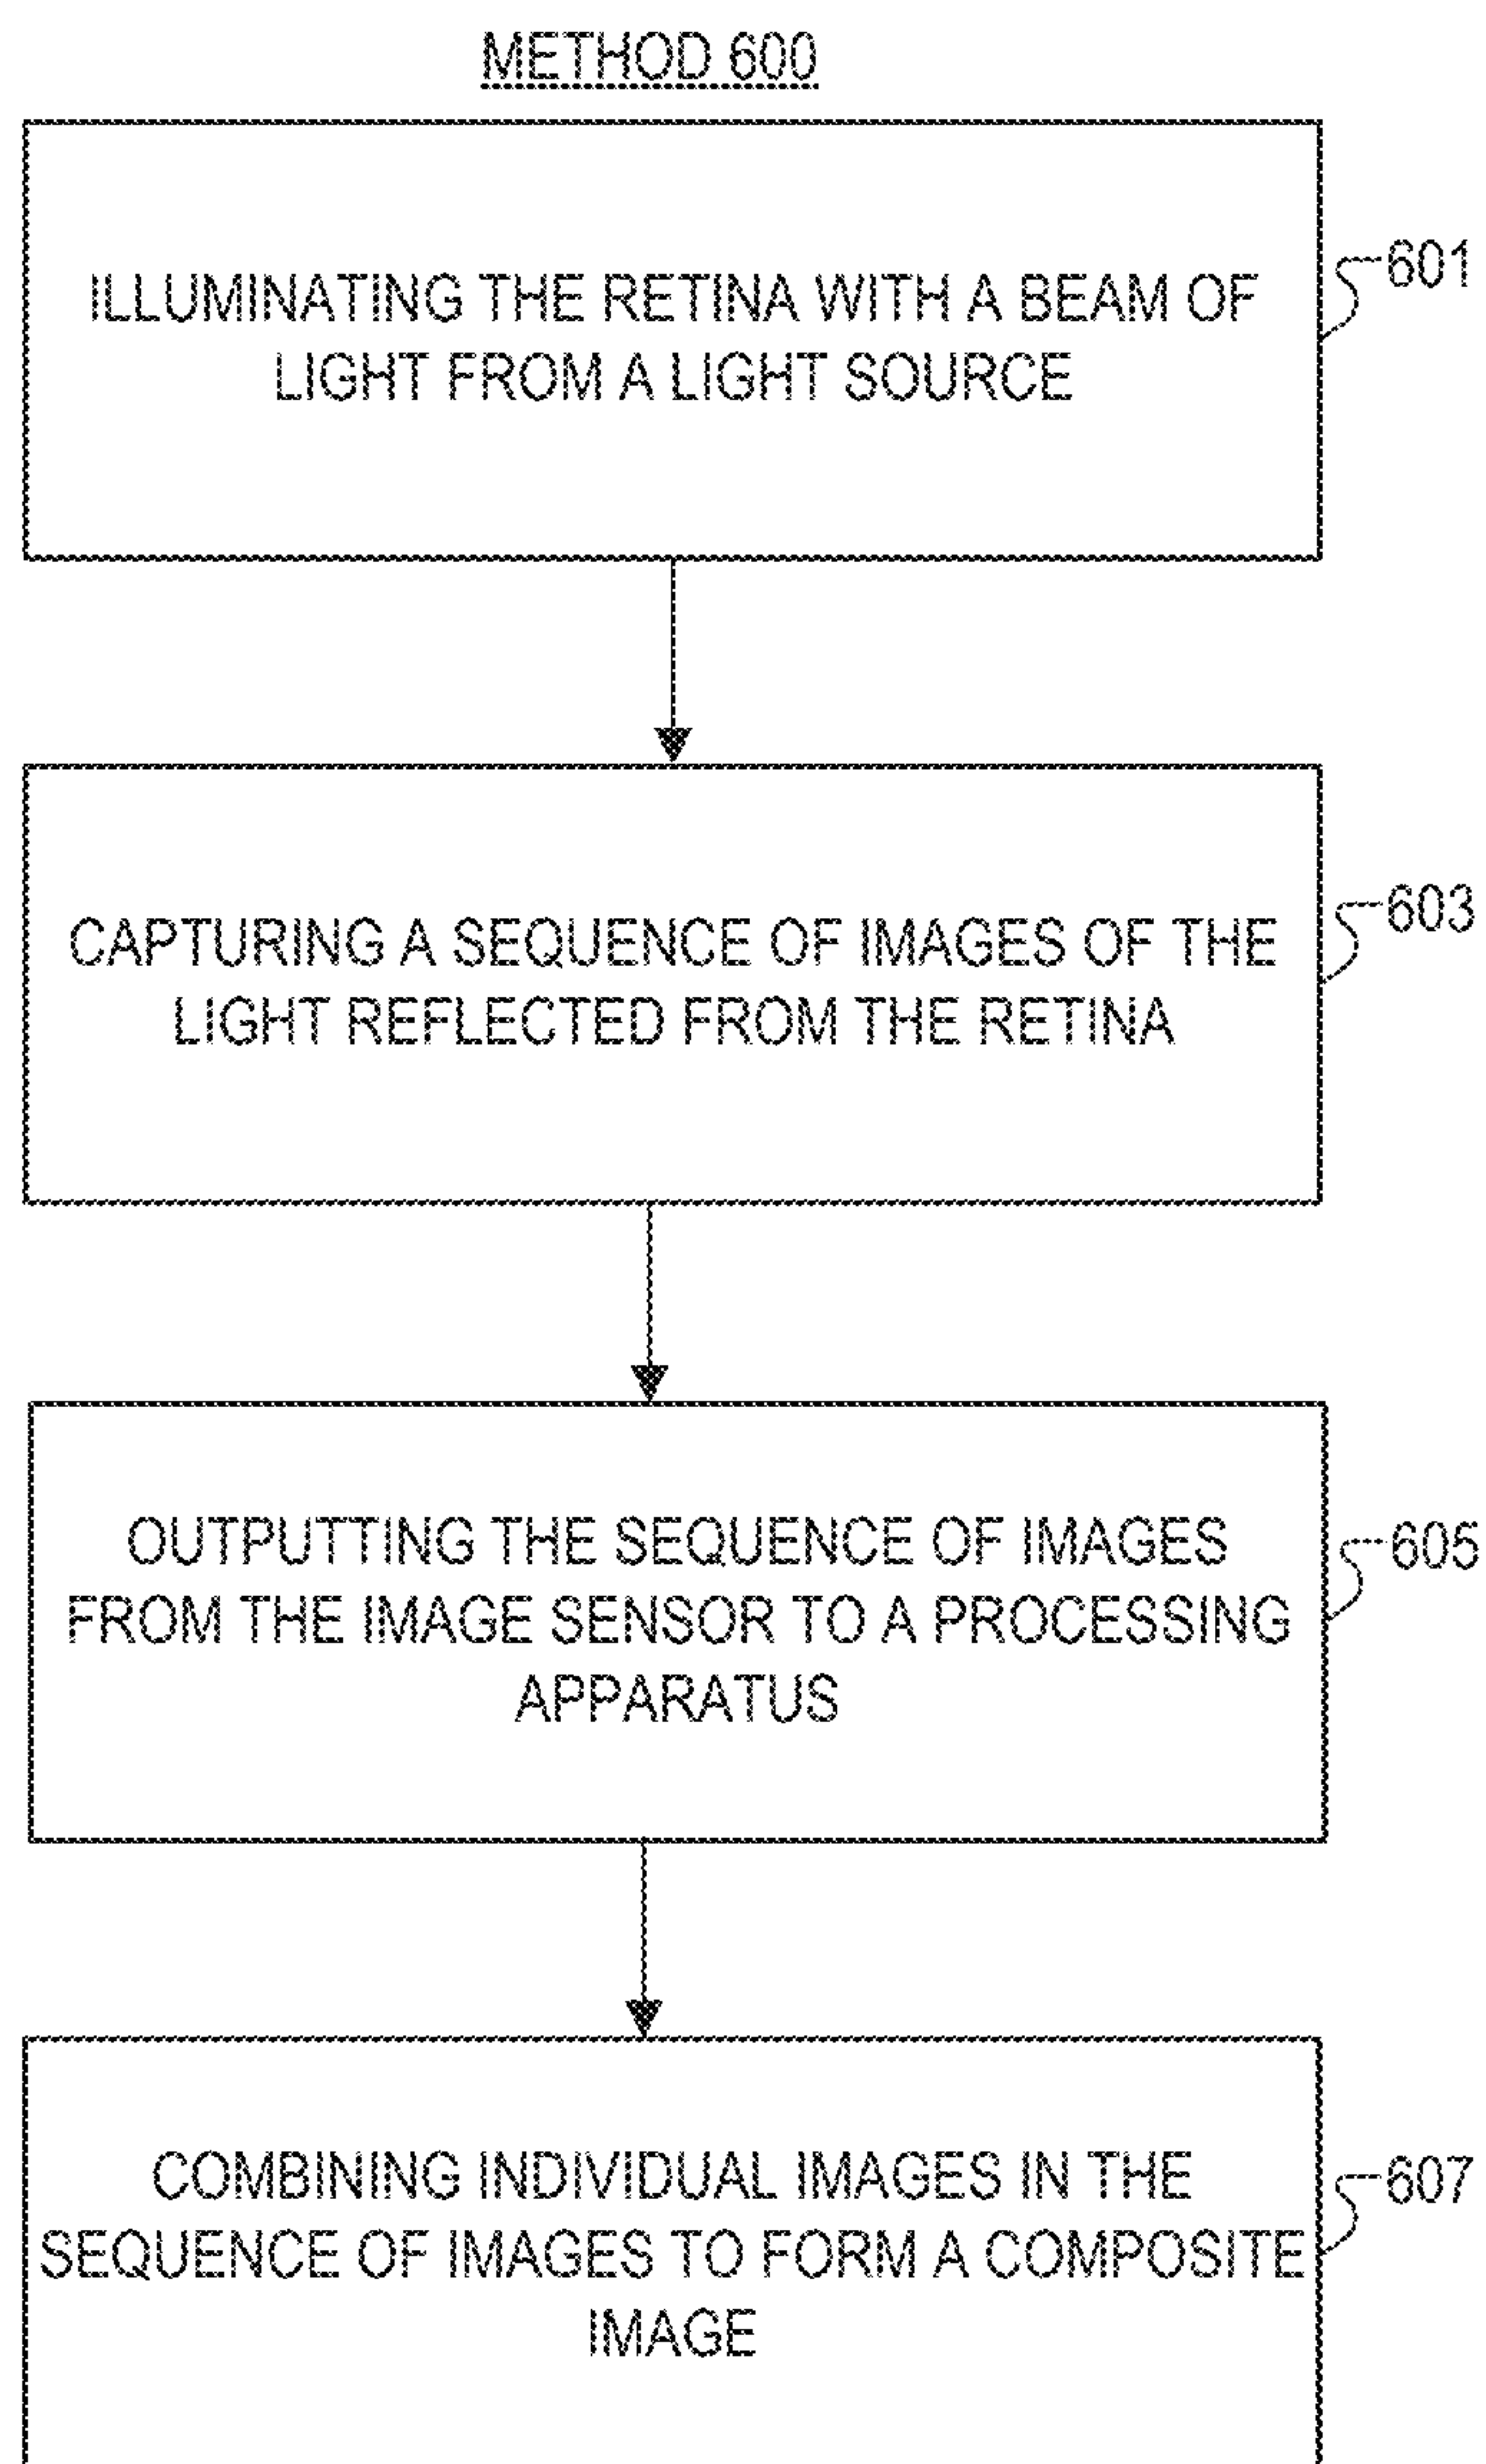 METHOD 600
ILLUMINATING THE RETINA WITH A BEAM OF
LIGHT FROM A LIGHT SOURCE
601
CAPTURING A SEQUENCE OF IMAGES OF THE
LIGHT REFLECTED FROM THE RETINA
603
OUTPUTTING THE SEQUENCE OF IMAGES
FROM THE IMAGE SENSOR TO A PROCESSING
APPARATUS
605
COMBINING INDIVIDUAL IMAGES IN THE
SEQUENCE OF IMAGES TO FORM A COMPOSITE
IMAGE
607